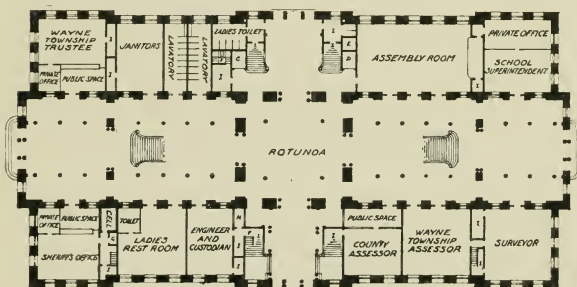 WAYNE
TOWNSHIP
TRUSTEE
PRIVATE
OFFICE
PUBLIC SPACE
JANITORS
LAVATORY
LAVATORY
LADIES TOILET
ASSEMBLY ROOM
PRIVATE OFFICE
SCHOOL
SUPERINTENDENT
ROTUNDA
PRIVATE
OFFICE
PUBLIC SPACE
SHERIFF'S OFFICE
CELL
TOILET
LADIES
REST ROOM
ENGINEER
AND
CUSTODIAN
PUBLIC SPACE
COUNTY
ASSESSOR
WAYNE
TOWNSHIP
ASSESSOR
SURVEYOR